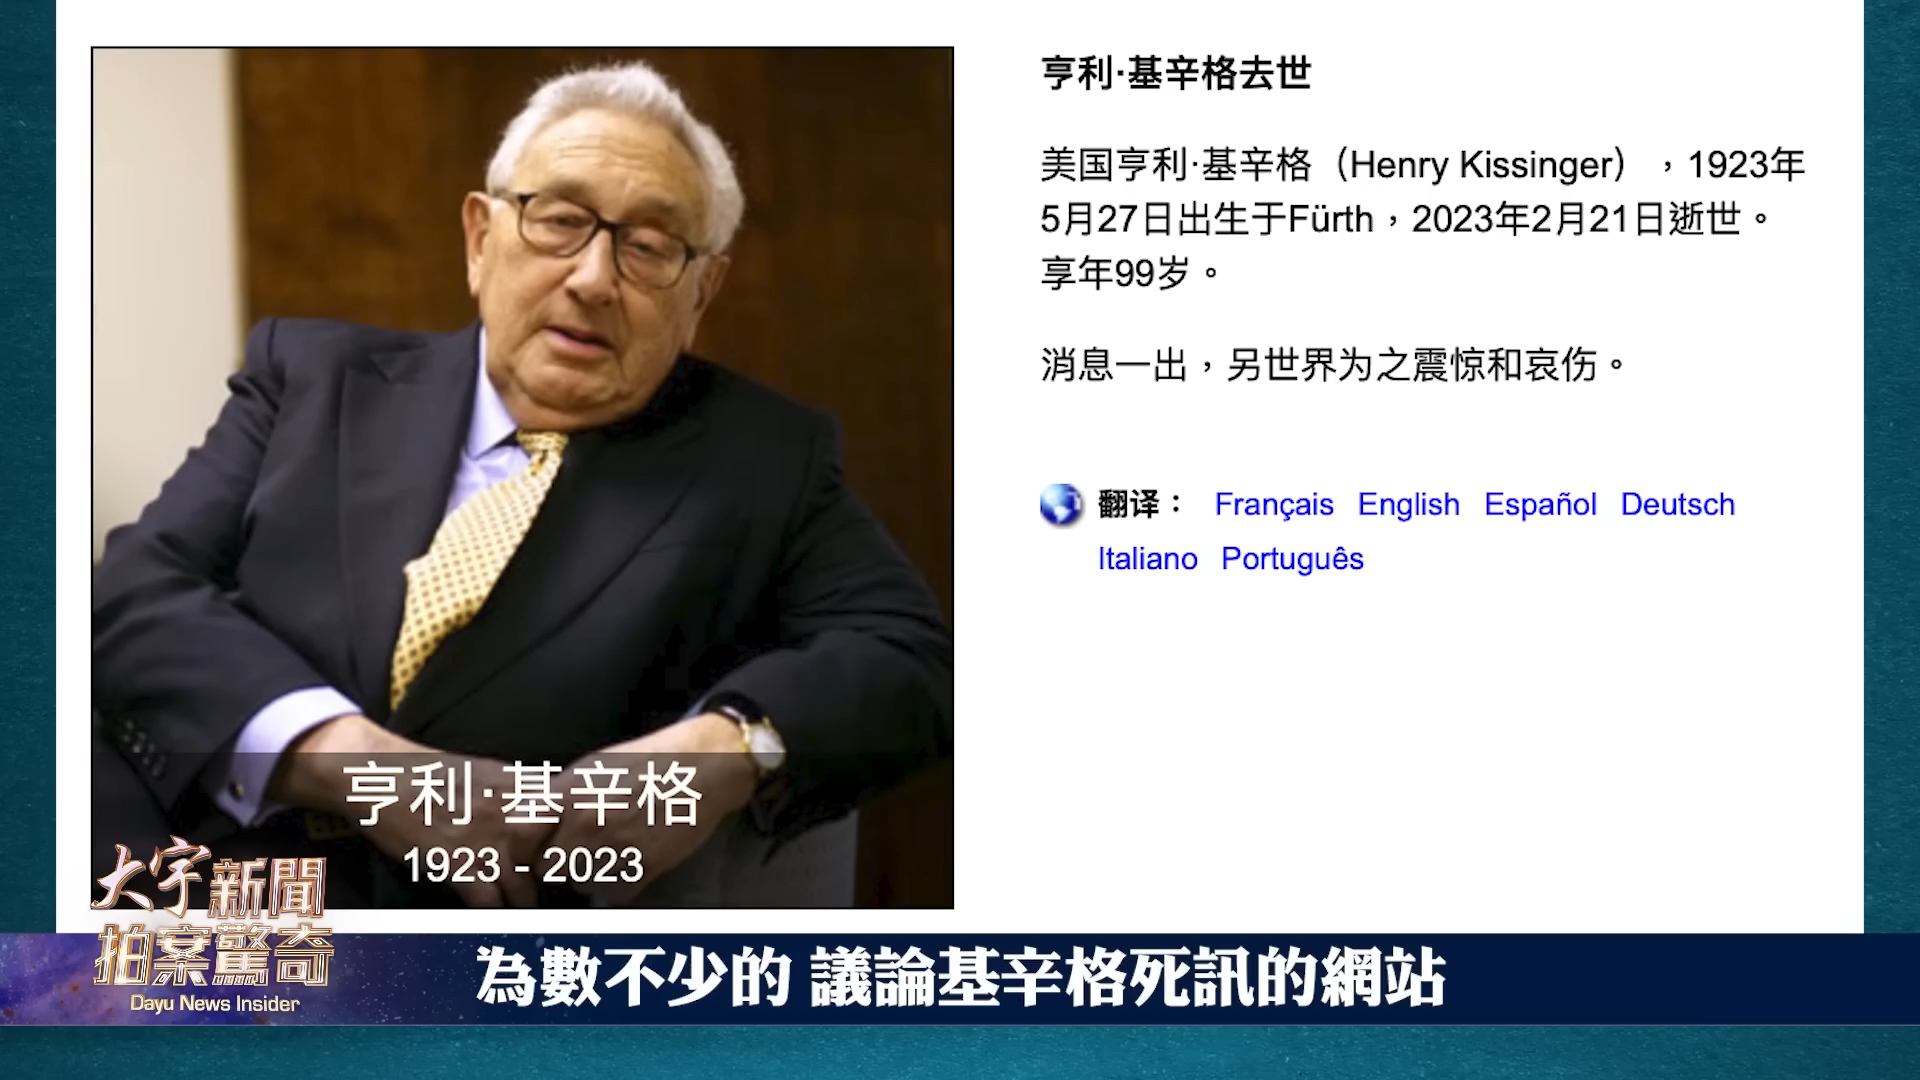 亨利·基辛格去世
美国亨利·基辛格（Henry Kissinger），1923年
5月27日出生于Fürth，2023年2月21日逝世。
享年99岁。
消息一出，另世界为之震惊和哀伤。
翻译： Français English Español Deutsch
Italiano Português
亨利·基辛格
1923 - 2023
大宇新聞
拍案驚奇
Dayu News Insider
為數不少的 議論基辛格死訊的網站